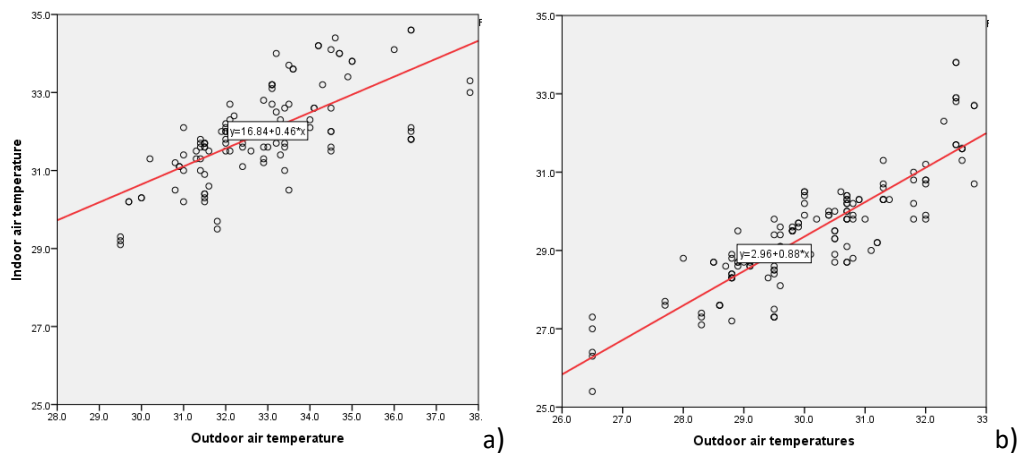 35.0
33.0
31.0
29.0
27.0
25.0
Indoor air temperature
y=16.84+0.46*x
28.0 29.0 30.0 31.0 32.0 33.0 34.0 35.0 36.0 37.0 38.
Outdoor air temperature
a)
35.0
33.0
31.0
29.0
27.0
25.0
y=2.96+0.88*x
26.0 27.0 28.0 29.0 30.0 31.0 32.0 33
Outdoor air temperatures
b)